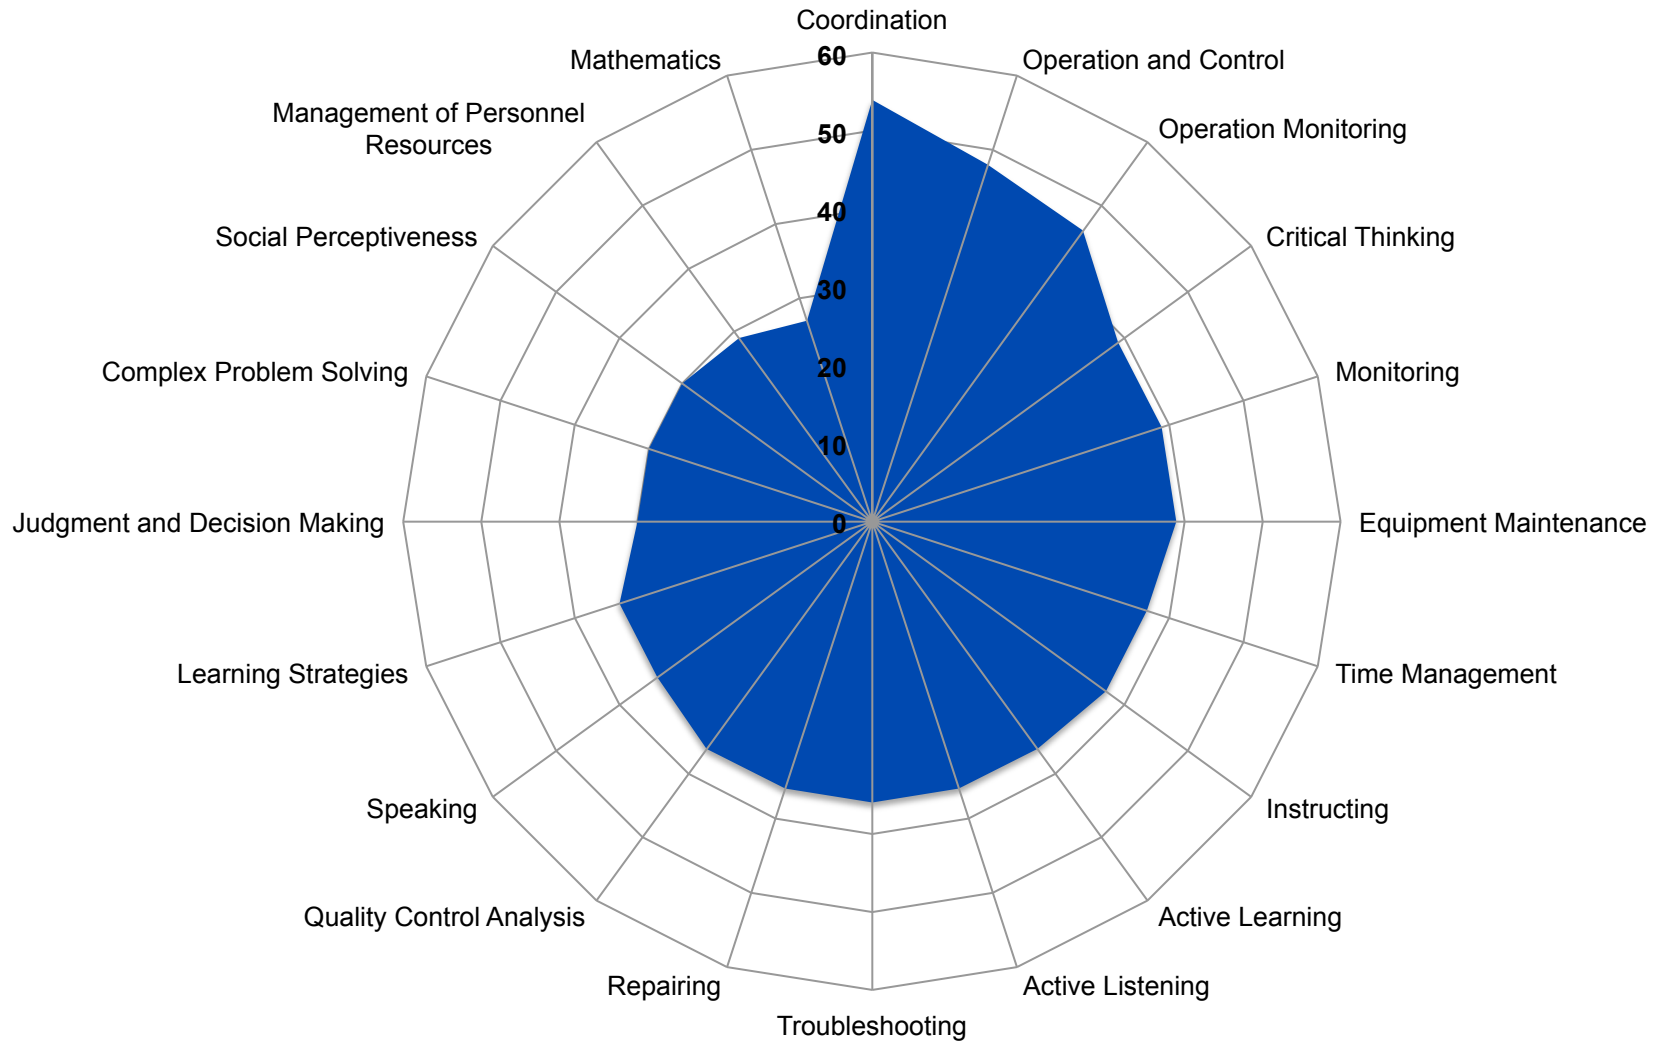 Coordination
Operation and Control
Operation Monitoring
Critical Thinking
Monitoring
Equipment Maintenance
Time Management
Instructing
Active Learning
Active Listening
Troubleshooting
Repairing
Quality Control Analysis
Speaking
Learning Strategies
Judgment and Decision Making
Complex Problem Solving
Social Perceptiveness
Management of Personnel
Resources
Mathematics
60
50
40
30
20
10
0